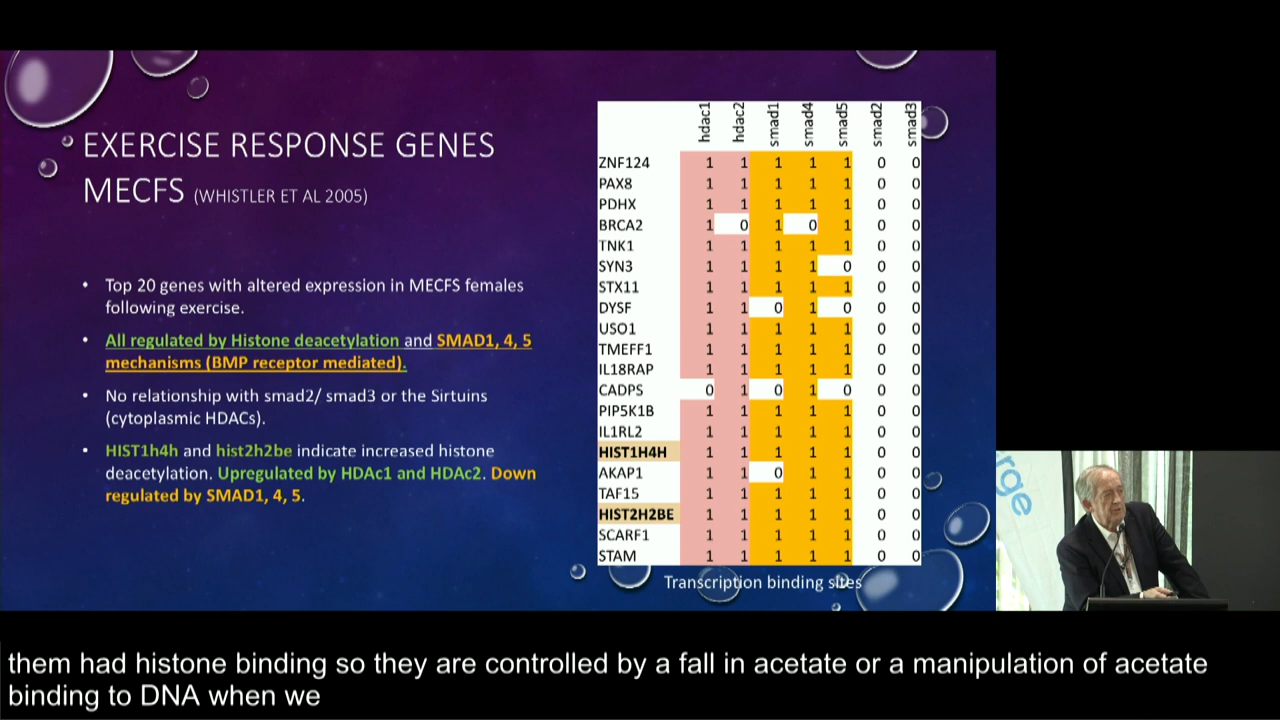 EXERCISE RESPONSE GENES
MECFS (WHISTLER ET AL 2005)
• Top 20 genes with altered expression in MECFS females
following exercise.
• All regulated by Histone deacetylation and SMAD1, 4, 5
mechanisms (BMP receptor mediated).
• No relationship with smad2/ smad3 or the Sirtuins
(cytoplasmic HDACs).
• HIST1h4h and hist2h2be indicate increased histone
deacetylation. Upregulated by HDAc1 and HDAc2. Down
regulated by SMAD1, 4, 5.
hdac1 hdac2 smad1 smad4 smad5 smad2 smad3
ZNF124 1 1 1 1 1 0 0
PAX8 1 1 1 1 1 0 0
PDHX 1 1 1 1 1 0 0
BRCA2 1 0 1 0 1 0 0
TNK1 1 1 1 1 1 0 0
SYN3 1 1 1 1 0 0 0
STX11 1 1 1 1 1 0 0
DYSF 1 1 0 1 0 0 0
USO1 1 1 1 1 1 0 0
TMEFF1 1 1 1 1 1 0 0
IL18RAP 1 1 1 1 1 0 0
CADPS 0 1 0 1 0 0 0
PIP5K1B 1 1 1 1 1 0 0
IL1RL2 1 1 1 1 1 0 0
HIST1H4H 1 1 1 1 1 0 0
AKAP1 1 1 0 1 1 0 0
TAF15 1 1 1 1 1 0 0
HIST2H2BE 1 1 1 1 1 0 0
SCARF1 1 1 1 1 1 0 0
STAM 1 1 1 1 1 0 0
Transcription binding sites
rge
them had histone binding so they are controlled by a fall in acetate or a manipulation of acetate
binding to DNA when we